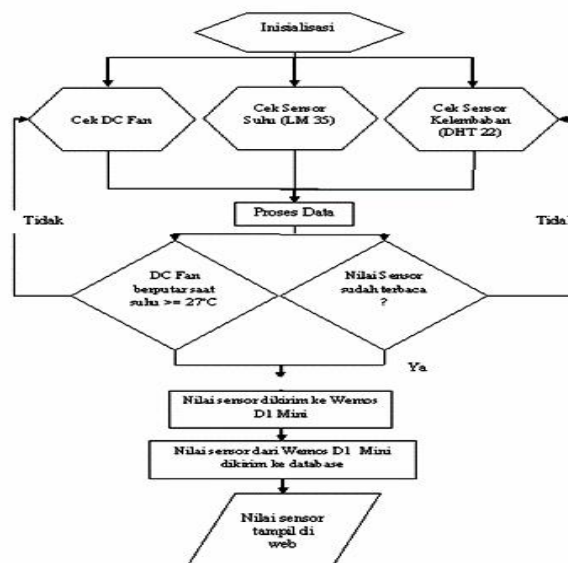 Inisialisasi
Cek DC Fan
Cek Sensor
Suhu (LM 35)
Cek Sensor
Kelembaban
(DHT 22)
Tidak
Proses Data
Tidak
DC Fan
berputar saat
suhu >= 27°C
Nilai Sensor
sudah terbaca
?
Ya
Nilai sensor dikirim ke Wemos
D1 Mini
Nilai sensor dari Wemos D1 Mini
dikirim ke database
Nilai sensor
tampil di
web